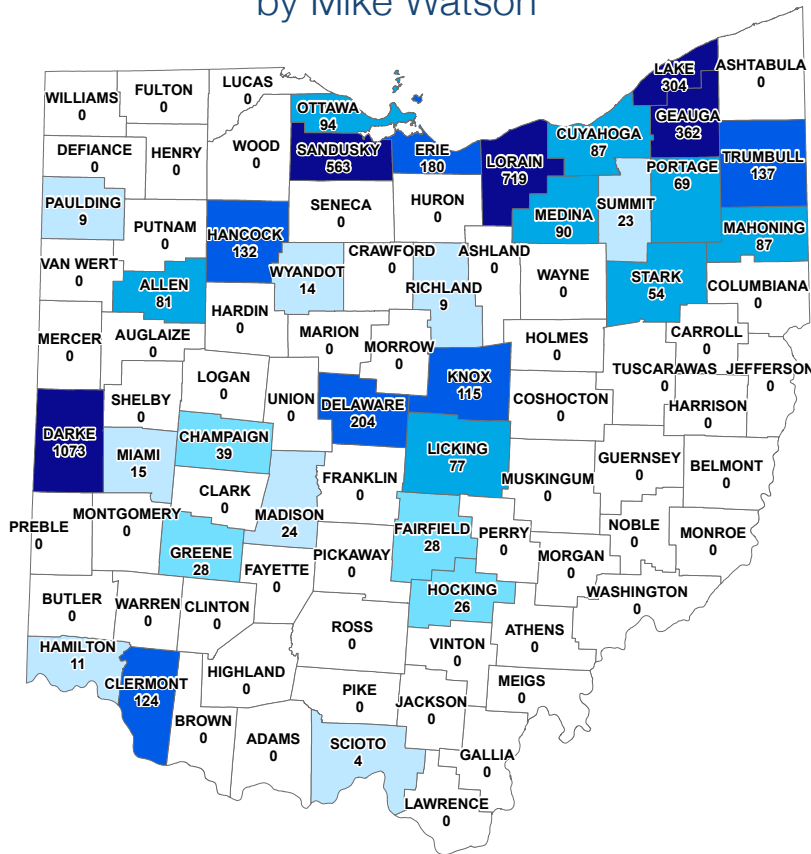 by Mike Watson
WILLIAMS
0
FULTON
0
LUCAS
0
OTTAWA
94
LAKE
304
ASHTABULA
0
GEAUGA
362
CUYAHOGA
87
DEFIANCE
0
HENRY
0
WOOD
0
SANDUSKY
563
ERIE
180
LORAIN
719
TRUMBULL
137
PORTAGE
69
PAULDING
9
PUTNAM
0
HANCOCK
132
SENECA
0
HURON
0
MEDINA
90
SUMMIT
23
MAHONING
87
VAN WERT
0
ALLEN
81
WYANDOT
14
CRAWFORD
0
ASHLAND
0
RICHLAND
9
WAYNE
0
STARK
54
COLUMBIANA
0
MERCER
0
AUGLAIZE
0
HARDIN
0
MARION
0
MORROW
0
HOLMES
0
CARROLL
0
TUSCARAWAS
0
JEFFERSON
0
SHELBY
0
LOGAN
0
UNION
0
DELAWARE
204
KNOX
115
COSHOCTON
0
HARRISON
0
DARKE
1073
MIAMI
15
CHAMPAIGN
39
LICKING
77
GUERNSEY
0
BELMONT
0
CLARK
0
FRANKLIN
0
MUSKINGUM
0
PREBLE
0
MONTGOMERY
0
MADISON
24
GREENE
28
FAIRFIELD
28
PERRY
0
NOBLE
0
MONROE
0
FAYETTE
0
PICKAWAY
0
MORGAN
0
HOCKING
26
WASHINGTON
0
BUTLER
0
WARREN
0
CLINTON
0
ROSS
0
VINTON
0
ATHENS
0
HAMILTON
11
CLERMONT
124
HIGHLAND
0
PIKE
0
JACKSON
0
MEIGS
0
BROWN
0
ADAMS
0
SCIOTO
4
GALLIA
0
LAWRENCE
0